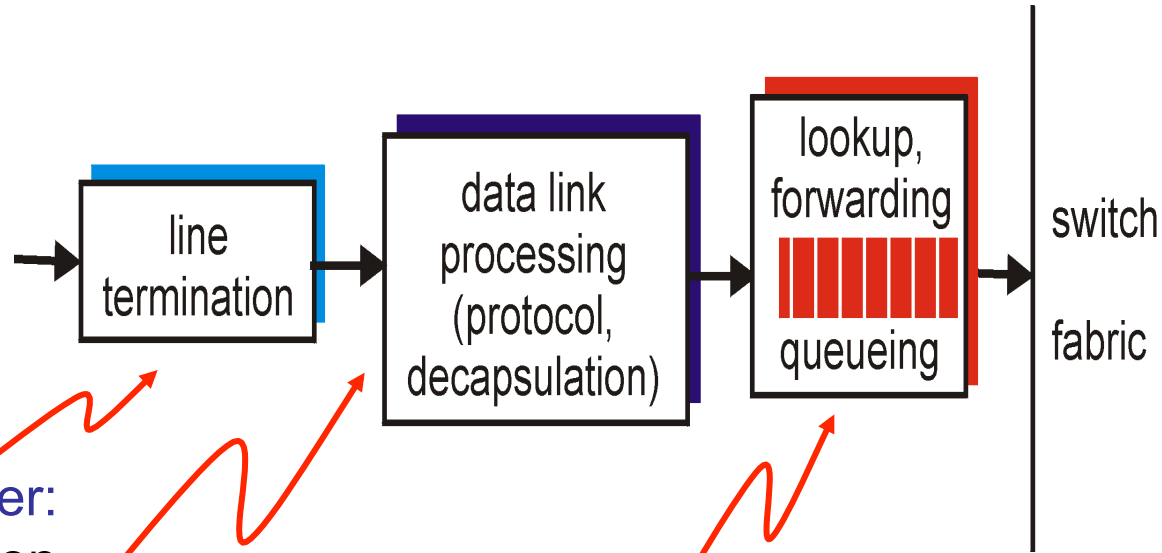 line
termination
data link
processing
(protocol,
decapsulation)
lookup,
forwarding
queueing
switch
fabric
er: